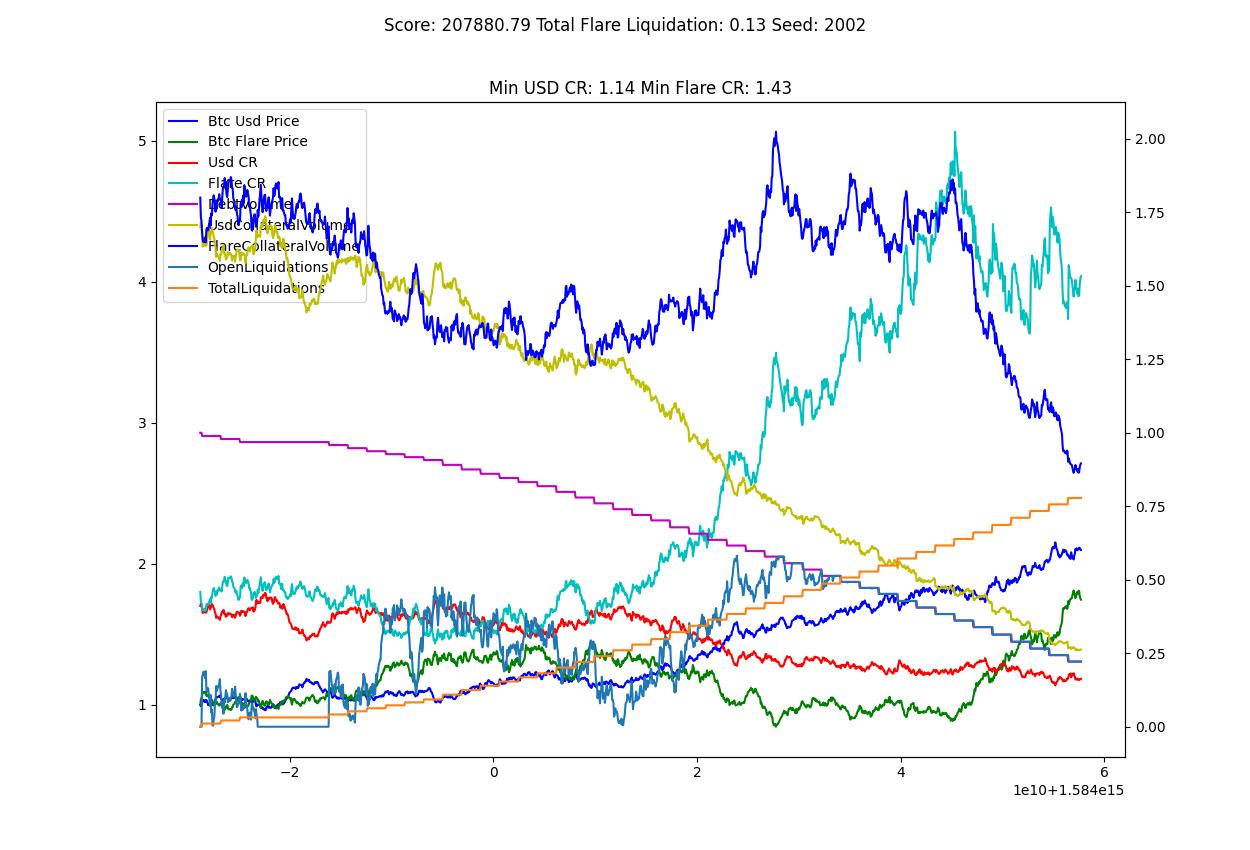 Score: 207880.79 Total Flare Liquidation: 0.13 Seed: 2002
Min USD CR: 1.14 Min Flare CR: 1.43
Btc Usd Price
Btc Flare Price
Usd CR
Flare CR
DebtVolume
UsdCollateralVolume
FlareCollateralVolume
OpenLiquidations
TotalLiquidations
5
4
3
2
1
2.00
1.75
1.50
1.25
1.00
0.75
0.50
0.25
0.00
−2
0
2
4
6
1e10+1.584e15